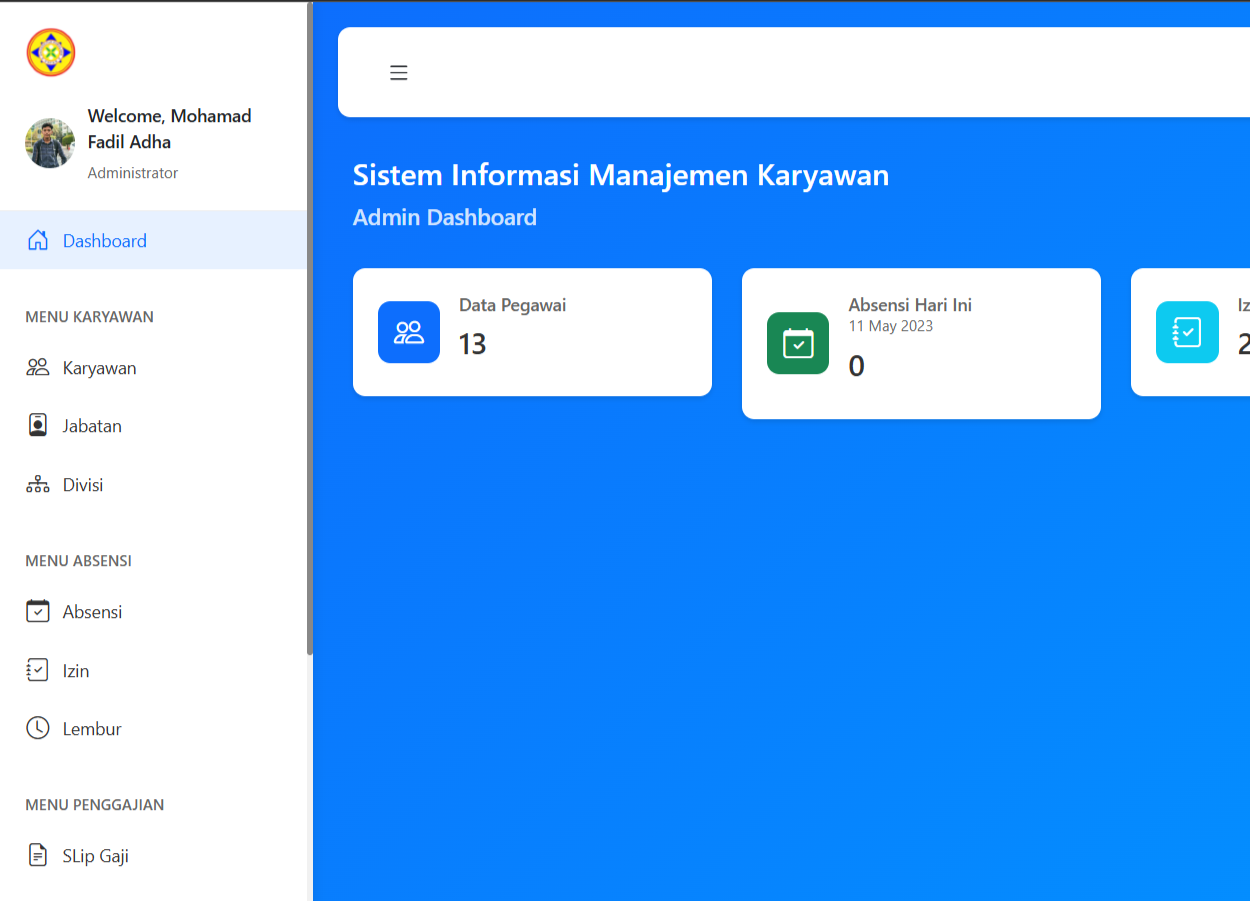 Welcome, Mohamad
Fadil Adha
Administrator
Dashboard
MENU KARYAWAN
Karyawan
Jabatan
Divisi
MENU ABSENSI
Absensi
Izin
Lembur
MENU PENGGAJIAN
SLip Gaji
Sistem Informasi Manajemen Karyawan
Admin Dashboard
Data Pegawai
13
Absensi Hari Ini
11 May 2023
0
Iz
2